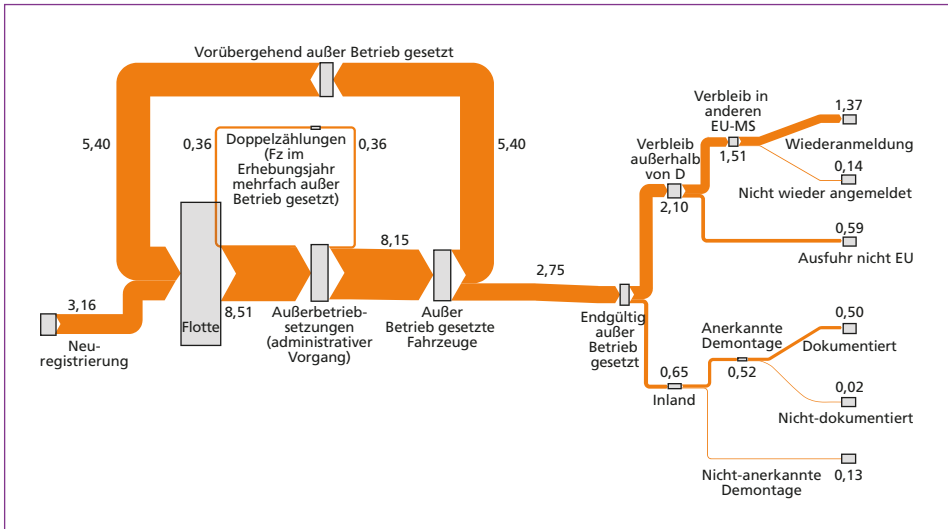 Vorübergehend außer Betrieb gesetzt
5,40
0,36
Doppelzählungen
(Fz im
Erhebungsjahr
mehrfach außer
Betrieb gesetzt)
0,36
5,40
3,16
Neu-
registrierung
Flotte
8,51
Außerbetrieb-
setzungen
(administrativer
Vorgang)
8,15
Außer
Betrieb gesetzte
Fahrzeuge
2,75
Endgültig
außer
Betrieb
gesetzt
Verbleib
außerhalb
von D
2,10
Verbleib in
anderen
EU-MS
1,51
1,37
Wiederanmeldung
0,14
Nicht wieder angemeldet
0,59
Ausfuhr nicht EU
0,65
Inland
Anerkannte
Demontage
0,52
0,50
Dokumentiert
0,02
Nicht-dokumentiert
Nicht-anerkannte
Demontage
0,13